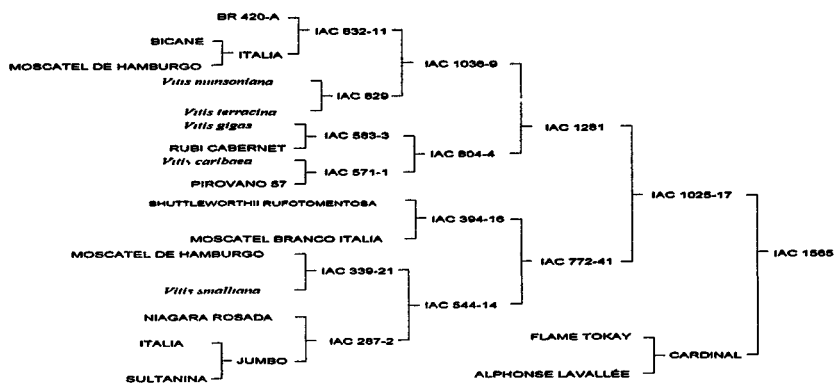 BR 420-A
IAC 832-11
BICANE
ITALIA
MOSCATEL DE HAMBURGO
IAC 1036-9
Vitis munsoniana
IAC 829
Vitis terracina
Vitis gigas
IAC 583-3
IAC 1281
RUBI CABERNET
IAC 804-4
Vitis caribaea
IAC 571-1
PIROVANO 57
IAC 1025-17
SHUTTLEWORTHII RUFOTOMENTOSA
IAC 394-16
MOSCATEL BRANCO ITALIA
IAC 1565
MOSCATEL DE HAMBURGO
IAC 772-41
IAC 339-21
Vitis smalliana
IAC 544-14
NIAGARA ROSADA
FLAME TOKAY
ITALIA
IAC 287-2
JUMBO
CARDINAL
SULTANINA
ALPHONSE LAVALLÉE